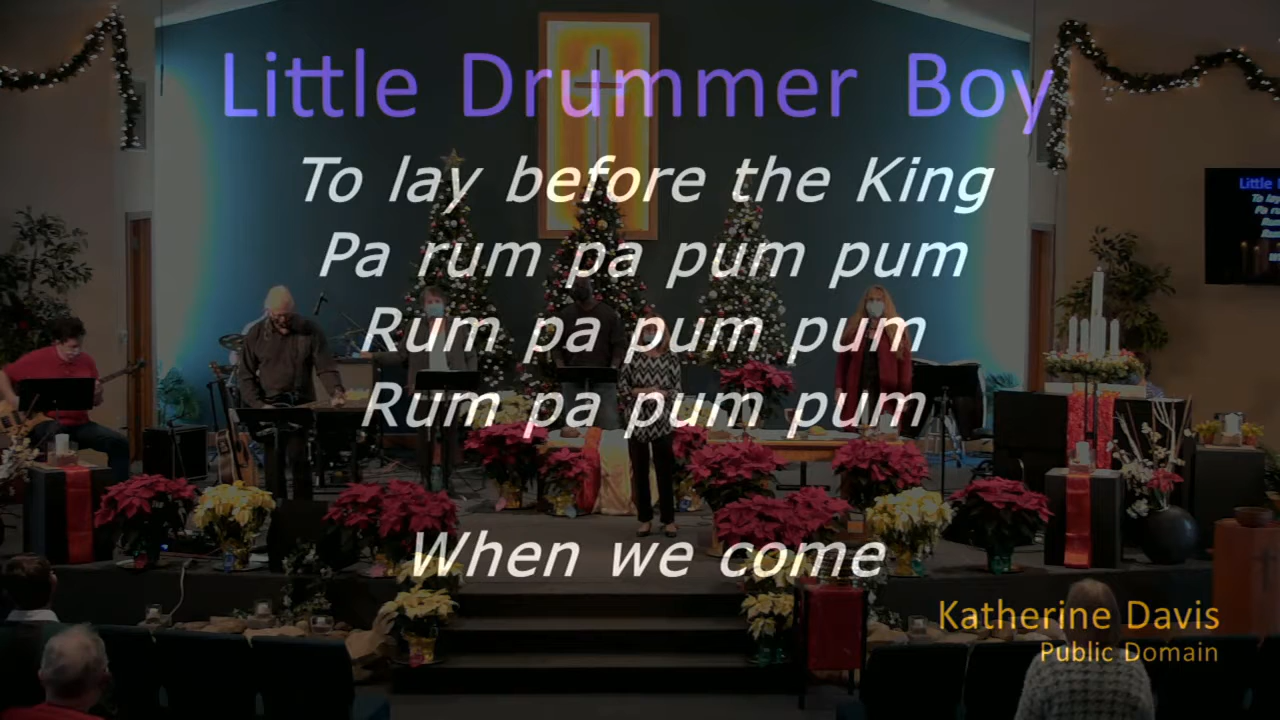 Little Drummer Boy
To lay before the King
Pa rum pa pum pum
Rum pa pum pum
Rum pa pum pum
When we come
Katherine Davis
Public Domain